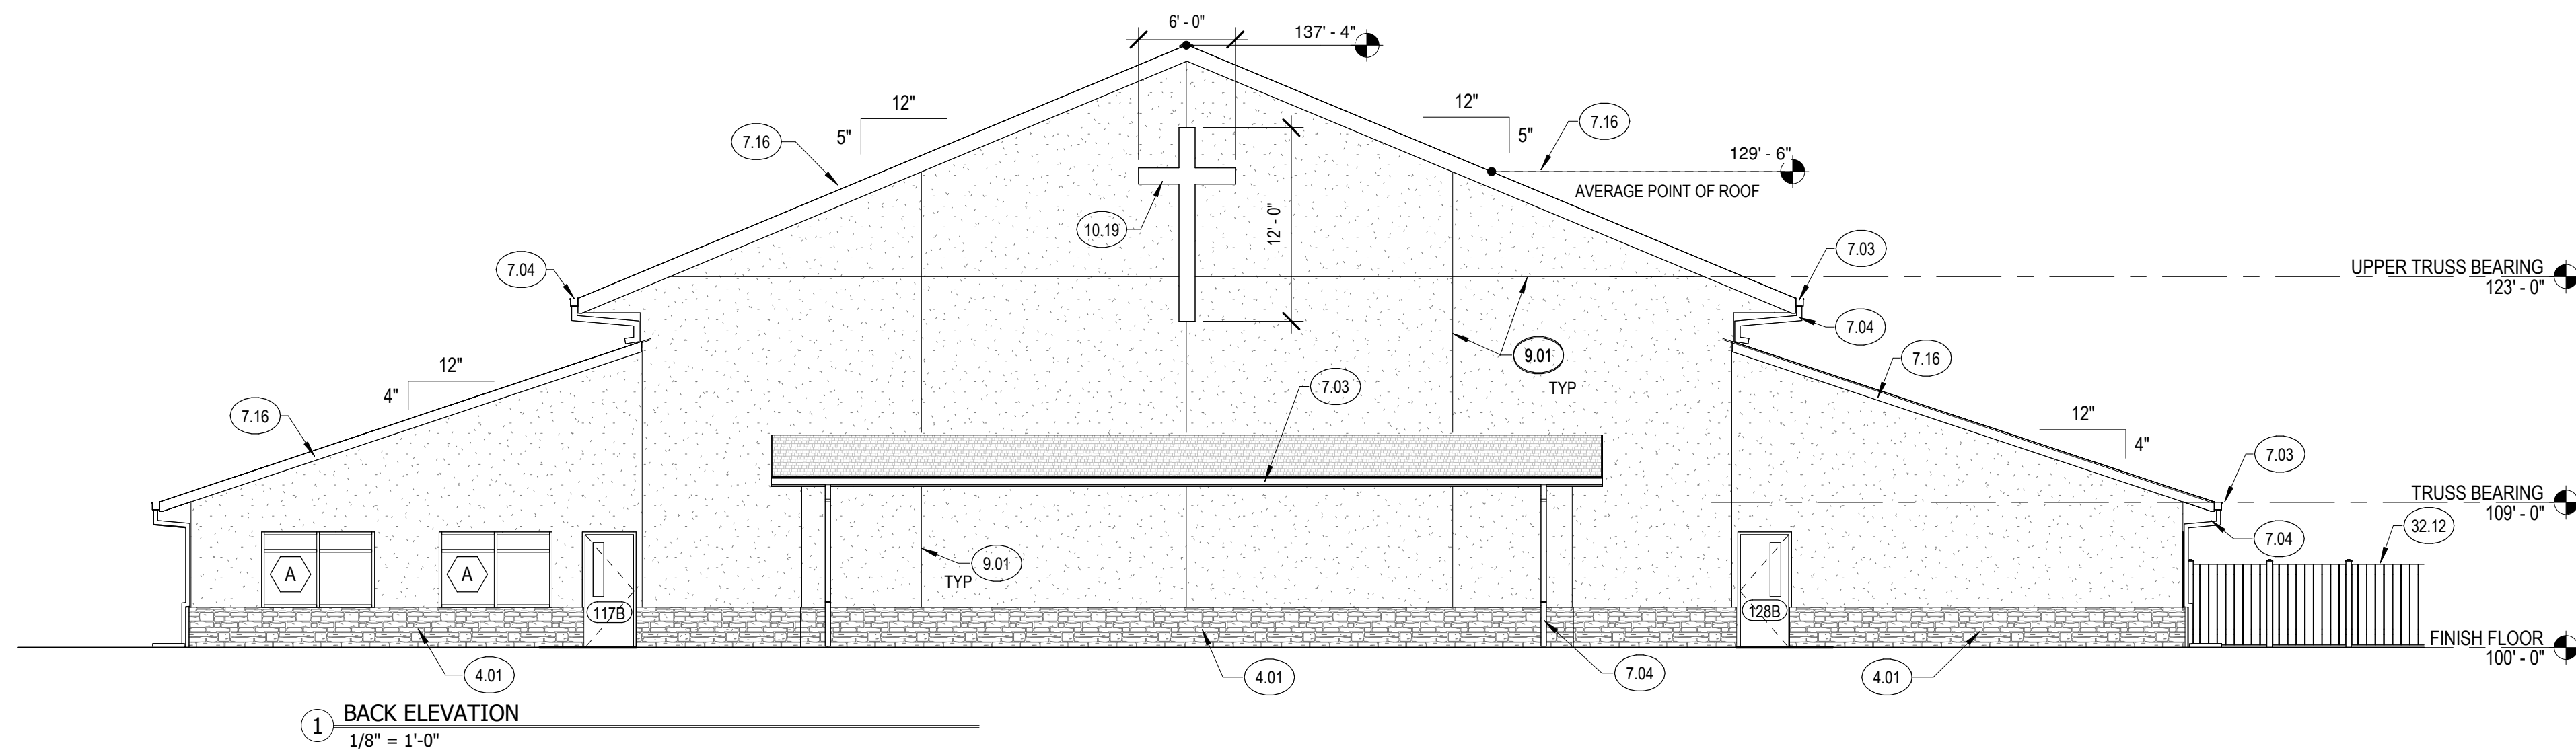 6' - 0"
137' - 4"
12"
5"
7.16
12"
5"
7.16
129' - 6"
AVERAGE POINT OF ROOF
10.19
12' - 0"
7.04
7.03
UPPER TRUSS BEARING
123' - 0"
7.04
9.01
TYP
12"
4"
7.16
7.16
7.03
12"
4"
7.03
TRUSS BEARING
109' - 0"
32.12
7.04
A
A
9.01
TYP
117B
128B
FINISH FLOOR
100' - 0"
4.01
4.01
7.04
4.01
1 BACK ELEVATION
1/8" = 1'-0"